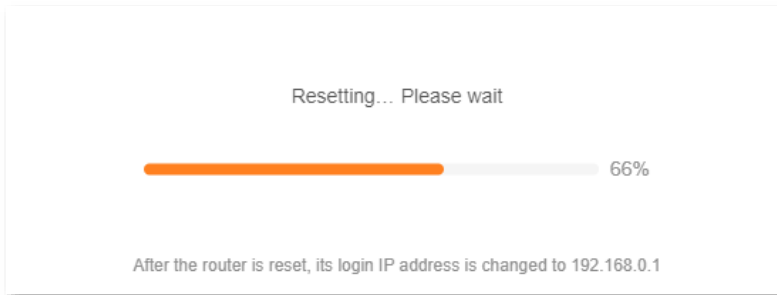 Resetting... Please wait
66%
After the router is reset, its login IP address is changed to 192.168.0.1